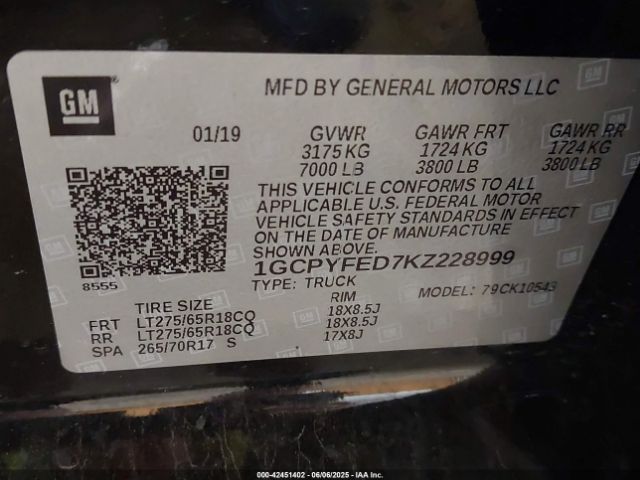 GM
MFD BY GENERAL MOTORS LLC
01/19 GVWR GAWR FRT GAWR RR
3175 KG 1724 KG 1724 KG
7000 LB 3800 LB 3800 LB
THIS VEHICLE CONFORMS TO ALL
APPLICABLE U.S. FEDERAL MOTOR
VEHICLE SAFETY STANDARDS IN EFFECT
ON THE DATE OF MANUFACTURE
SHOWN ABOVE.
1GCPYFED7KZ228999
8555
TYPE: TRUCK MODEL: 79CK10543
TIRE SIZE RIM
FRT LT275/65R18CQ 18X8.5J
RR LT275/65R18CQ 18X8.5J
SPA 265/70R17 S 17X8J
000-42451402 - 06/06/2025 - IAA Inc.